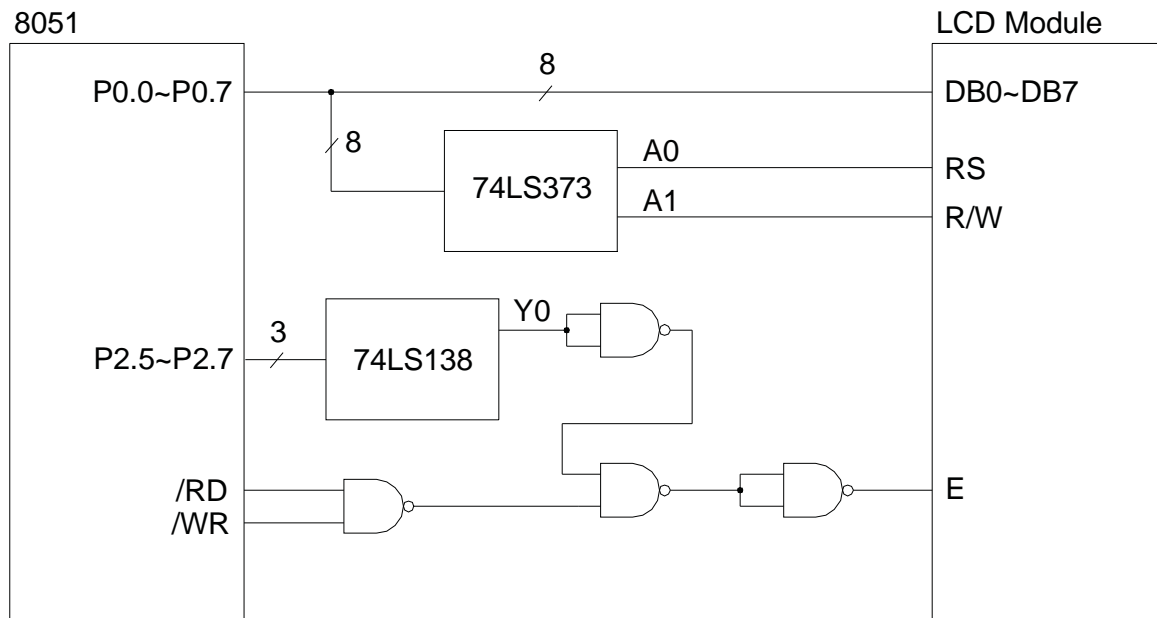 8051
LCD Module
8
P0.0~P0.7
DB0~DB7
8
A0
RS
74LS373
A1
R/W
Y0
3
P2.5~P2.7
74LS138
/RD
E
/WR